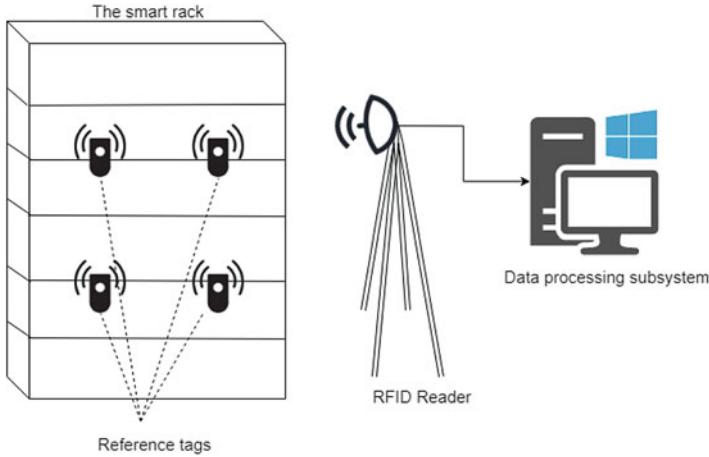 The smart rack
Data processing subsystem
RFID Reader
Reference tags